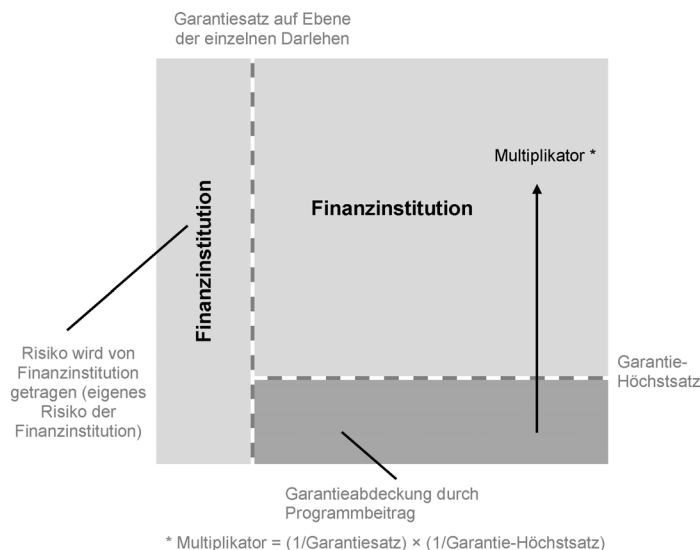 Garantiesatz auf Ebene
der einzelnen Darlehen
Multiplikator *
Finanzinstitution
Finanzinstitution
Risiko wird von
Finanzinstitution
getragen (eigenes
Risiko der
Finanzinstitution)
Garantie-
Höchstsatz
Garantieabdeckung durch
Programmbeitrag
* Multiplikator = (1/Garantiesatz) × (1/Garantie-Höchstsatz)